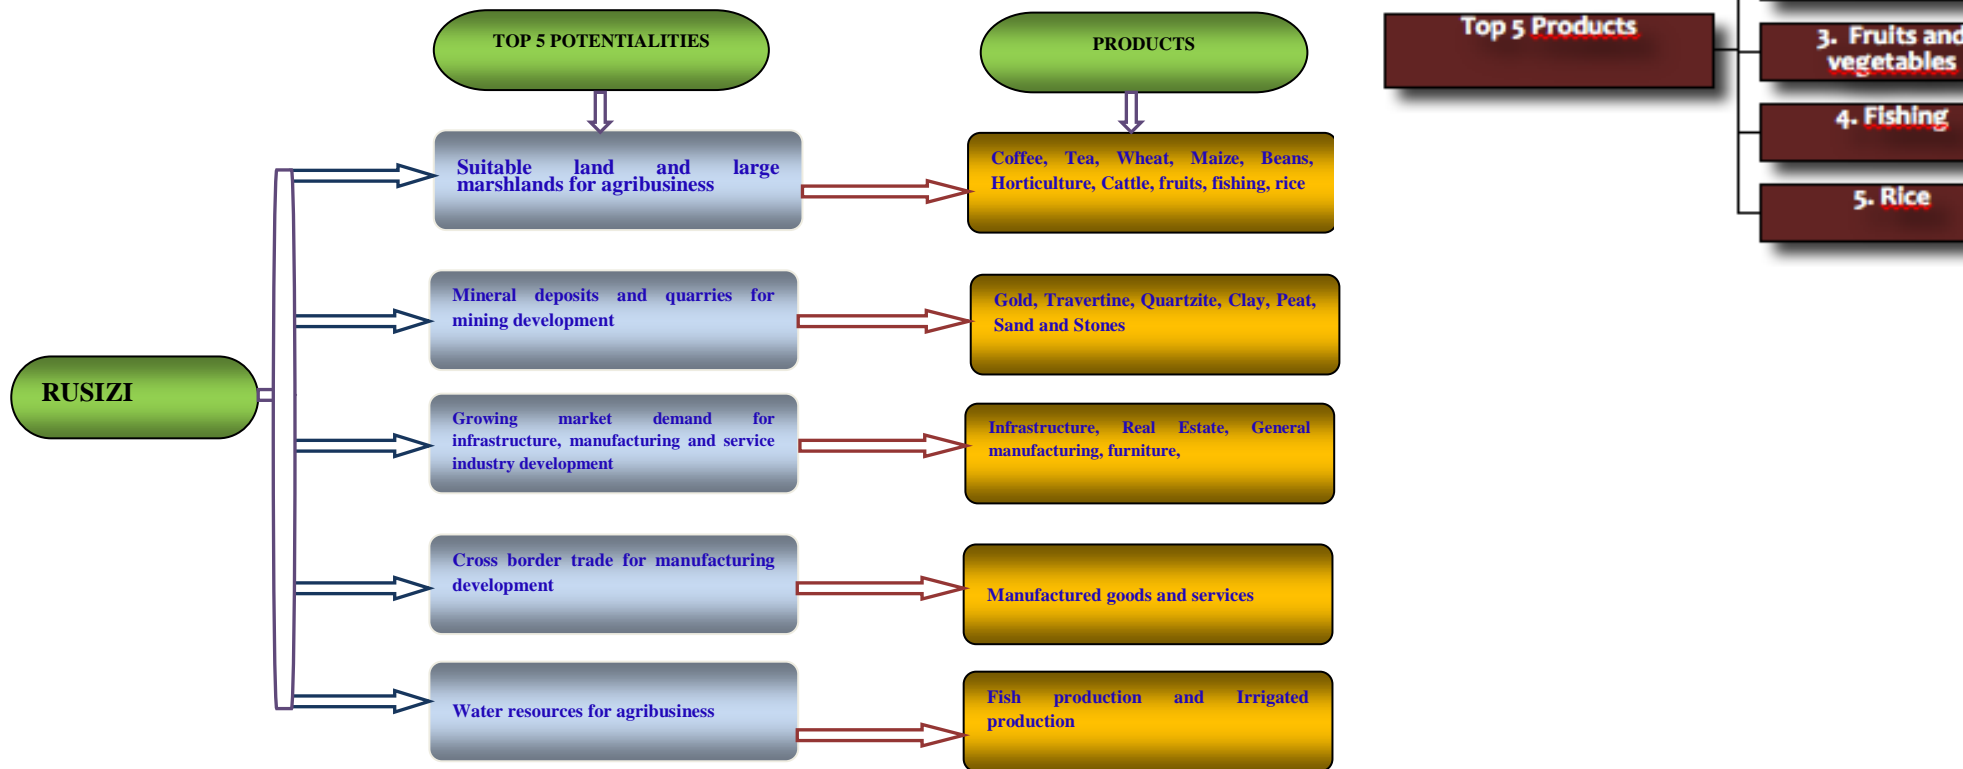 TOP 5 POTENTIALITIES
PRODUCTS
Suitable land and large
marshlands for agribusiness
Coffee, Tea, Wheat, Maize, Beans,
Horticulture, Cattle, fruits, fishing, rice
Mineral deposits and quarries for
mining development
Gold, Travertine, Quartzite, Clay, Peat,
Sand and Stones
RUSIZI
Growing market demand for
infrastructure, manufacturing and service
industry development
Infrastructure, Real Estate, General
manufacturing, furniture,
Cross border trade for manufacturing
development
Manufactured goods and services
Water resources for agribusiness
Fish production and Irrigated
production
Top 5 Products
3. Fruits and
vegetables
4. Fishing
5. Rice